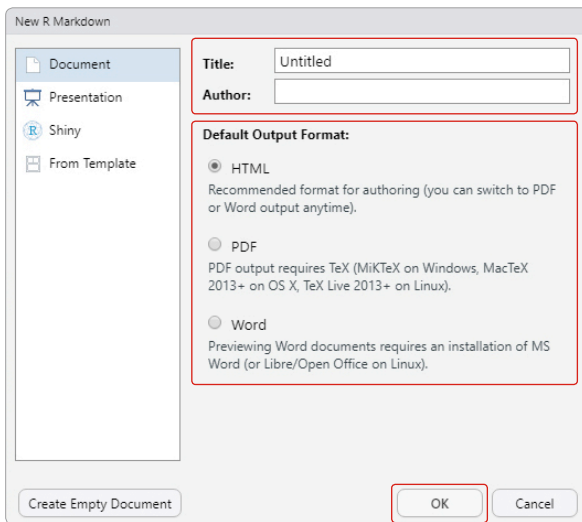 New R Markdown
Document
Presentation
R Shiny
From Template
Title: Untitled
Author:
Default Output Format:
HTML
Recommended format for authoring (you can switch to PDF
or Word output anytime).
PDF
PDF output requires TeX (MiKTeX on Windows, MacTeX
2013+ on OS X, TeX Live 2013+ on Linux).
Word
Previewing Word documents requires an installation of MS
Word (or Libre/Open Office on Linux).
Create Empty Document
OK
Cancel